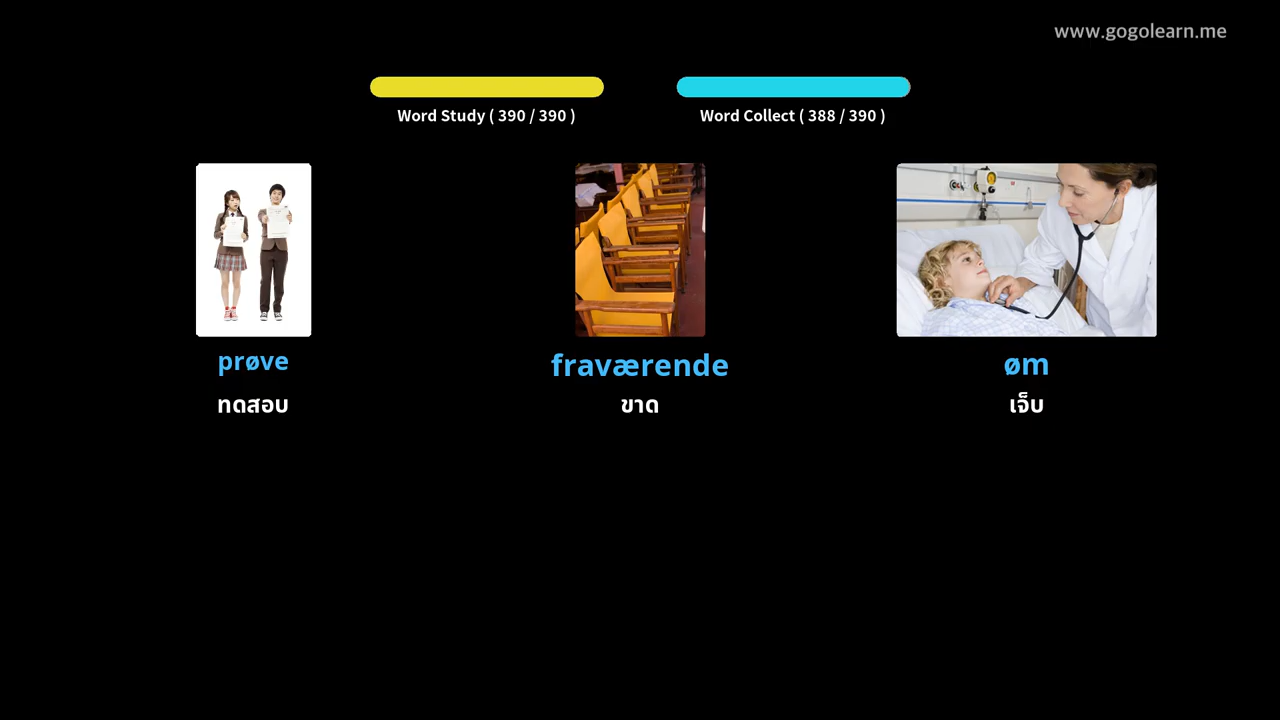 www.gogolearn.me
Word Study ( 390 / 390 )
Word Collect ( 388 / 390 )
prøve
fraværende
øm
ทดสอบ
ขาด
เจ็บ